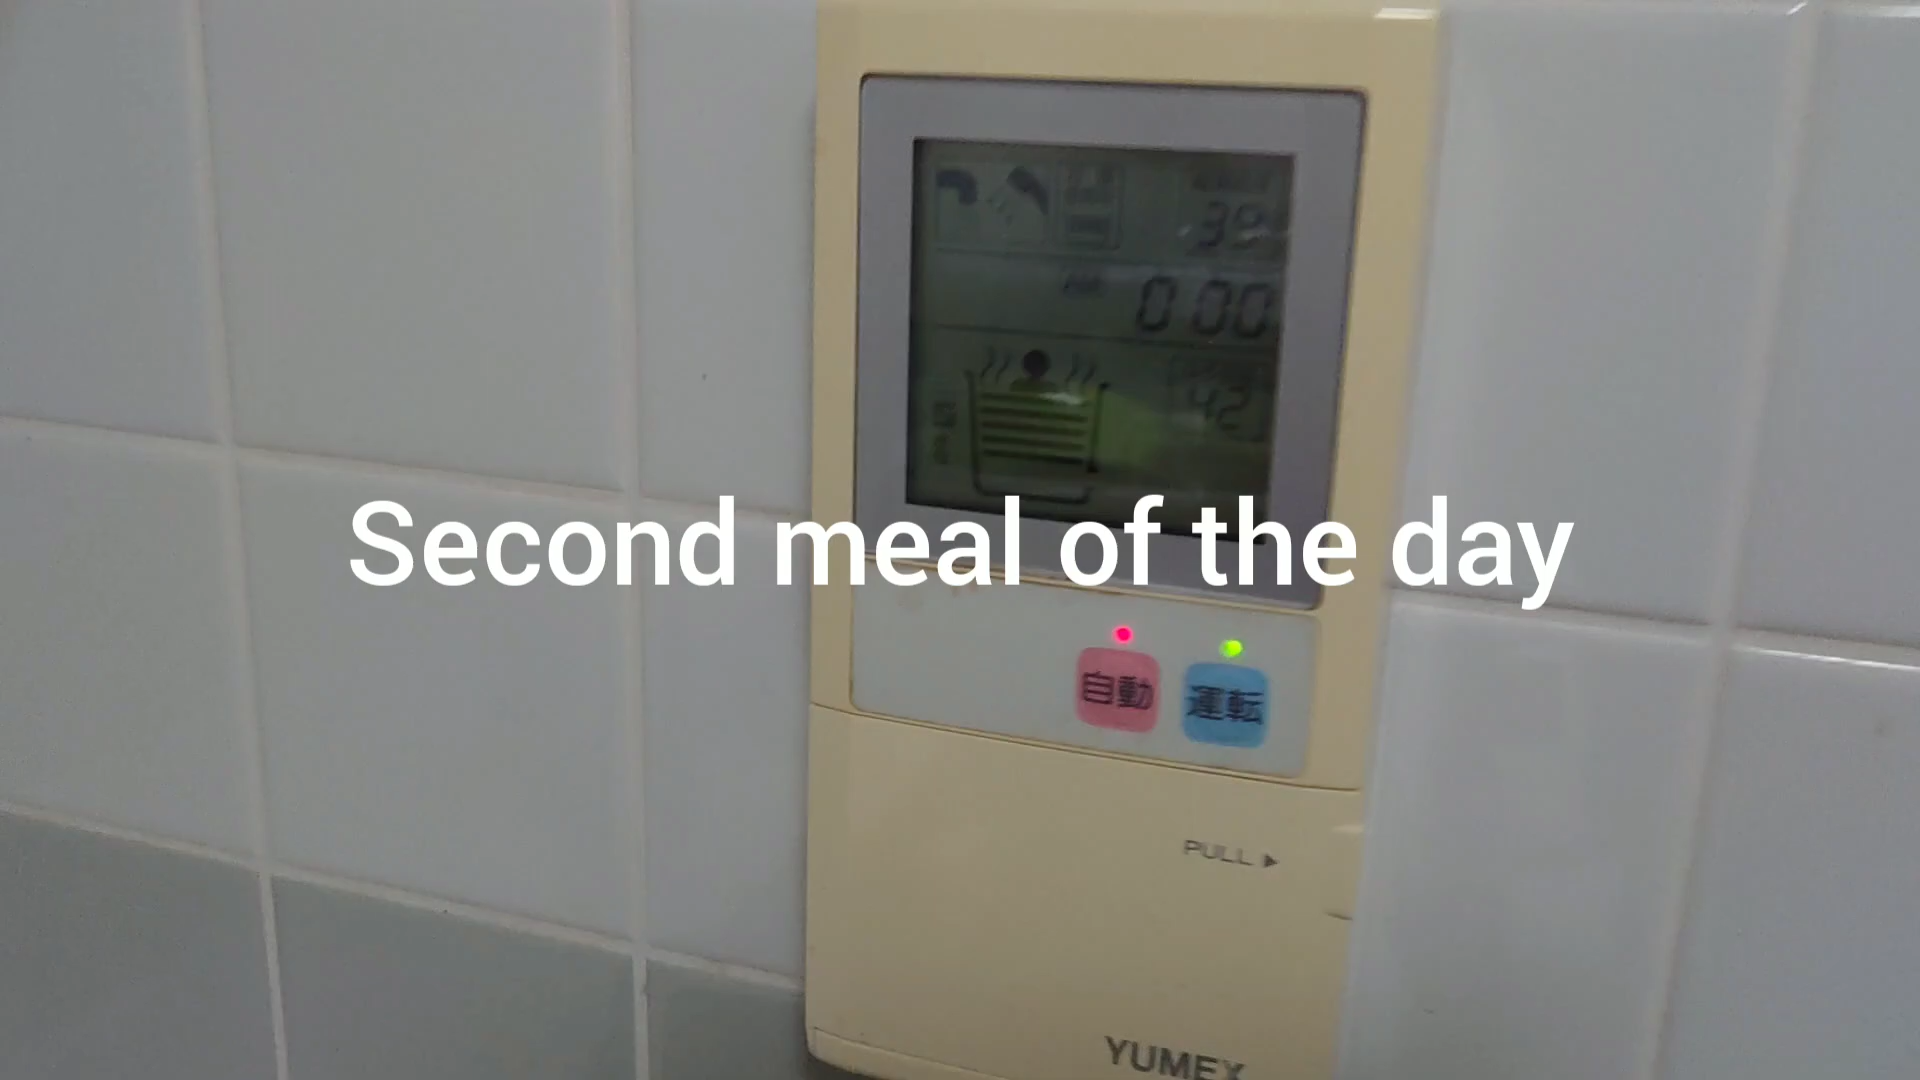 39
0:00
42
Second meal of the day
自動
運転
PULL
YUMEX